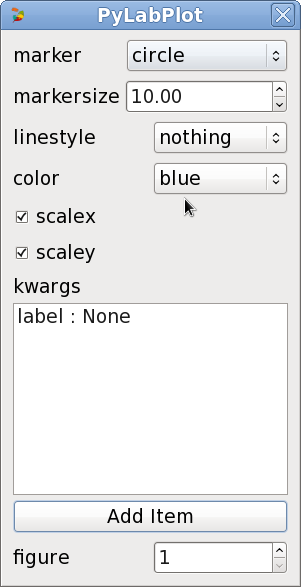 PyLabPlot
marker circle
markersize 10.00
linestyle nothing
color blue
scalex
scaley
kwargs
label : None
Add Item
figure 1